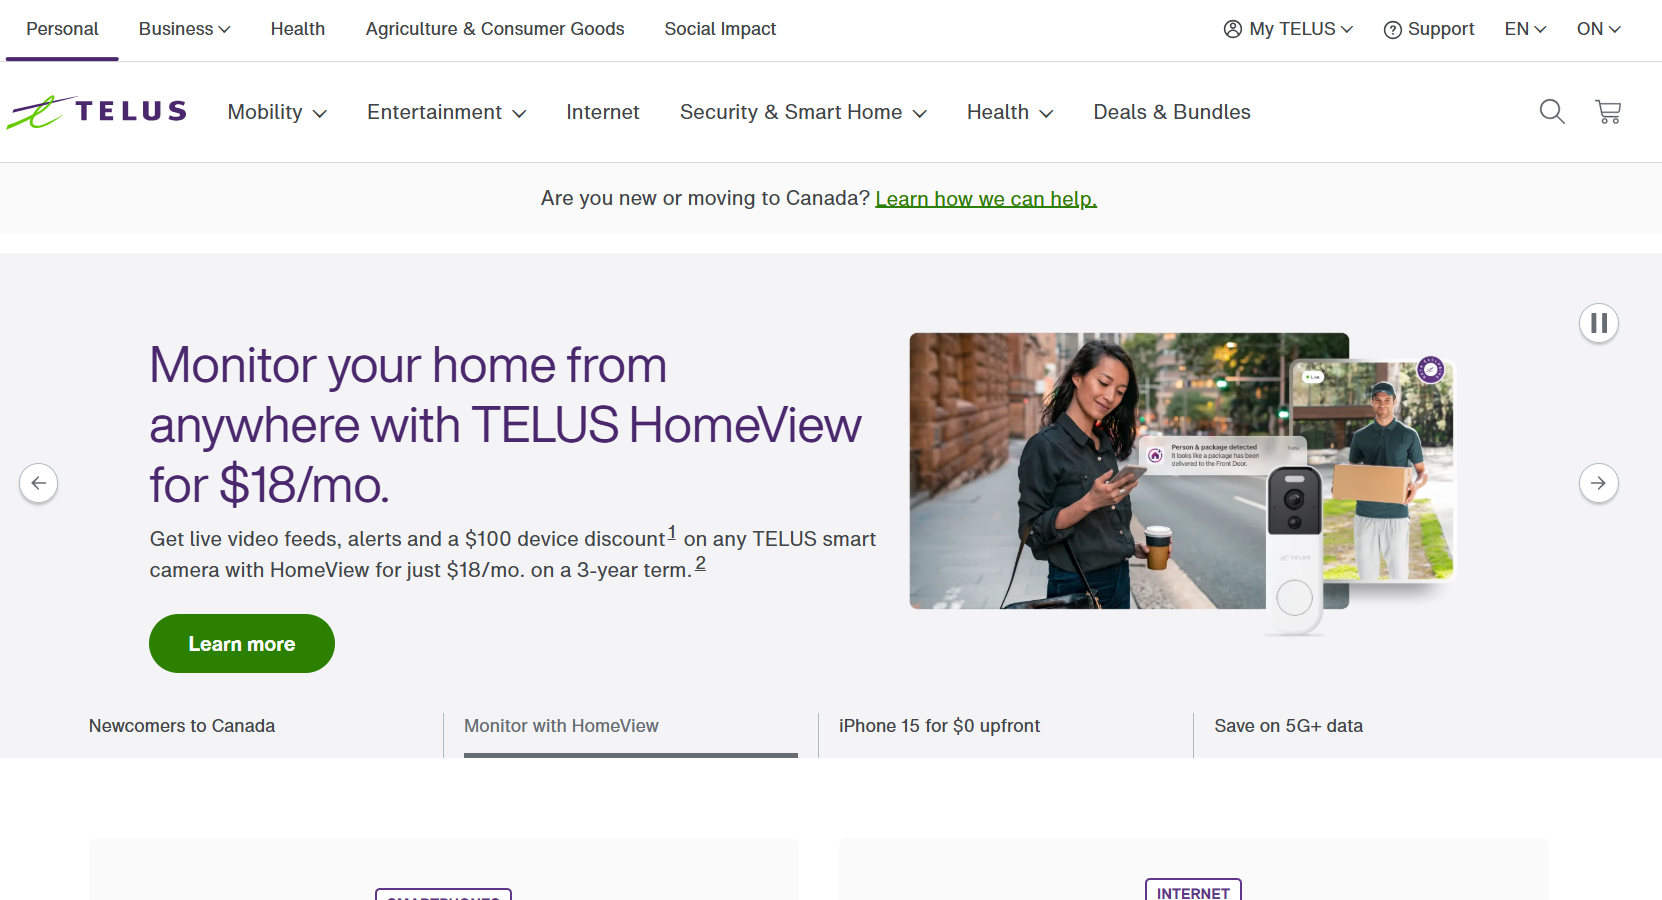 Personal
Business
Health
Agriculture & Consumer Goods
Social Impact
My TELUS
Support
EN
ON
TELUS
Mobility
Entertainment
Internet
Security & Smart Home
Health
Deals & Bundles
Are you new or moving to Canada? Learn how we can help.
Monitor your home from
anywhere with TELUS HomeView
for $18/mo.
Get live video feeds, alerts and a $100 device discount1 on any TELUS smart
camera with HomeView for just $18/mo. on a 3-year term.2
Learn more
Live
Person & package detected
It looks like a package has been
delivered to the Front Door.
TELUS
Newcomers to Canada
Monitor with HomeView
iPhone 15 for $0 upfront
Save on 5G+ data
SMARTPHONES
INTERNET